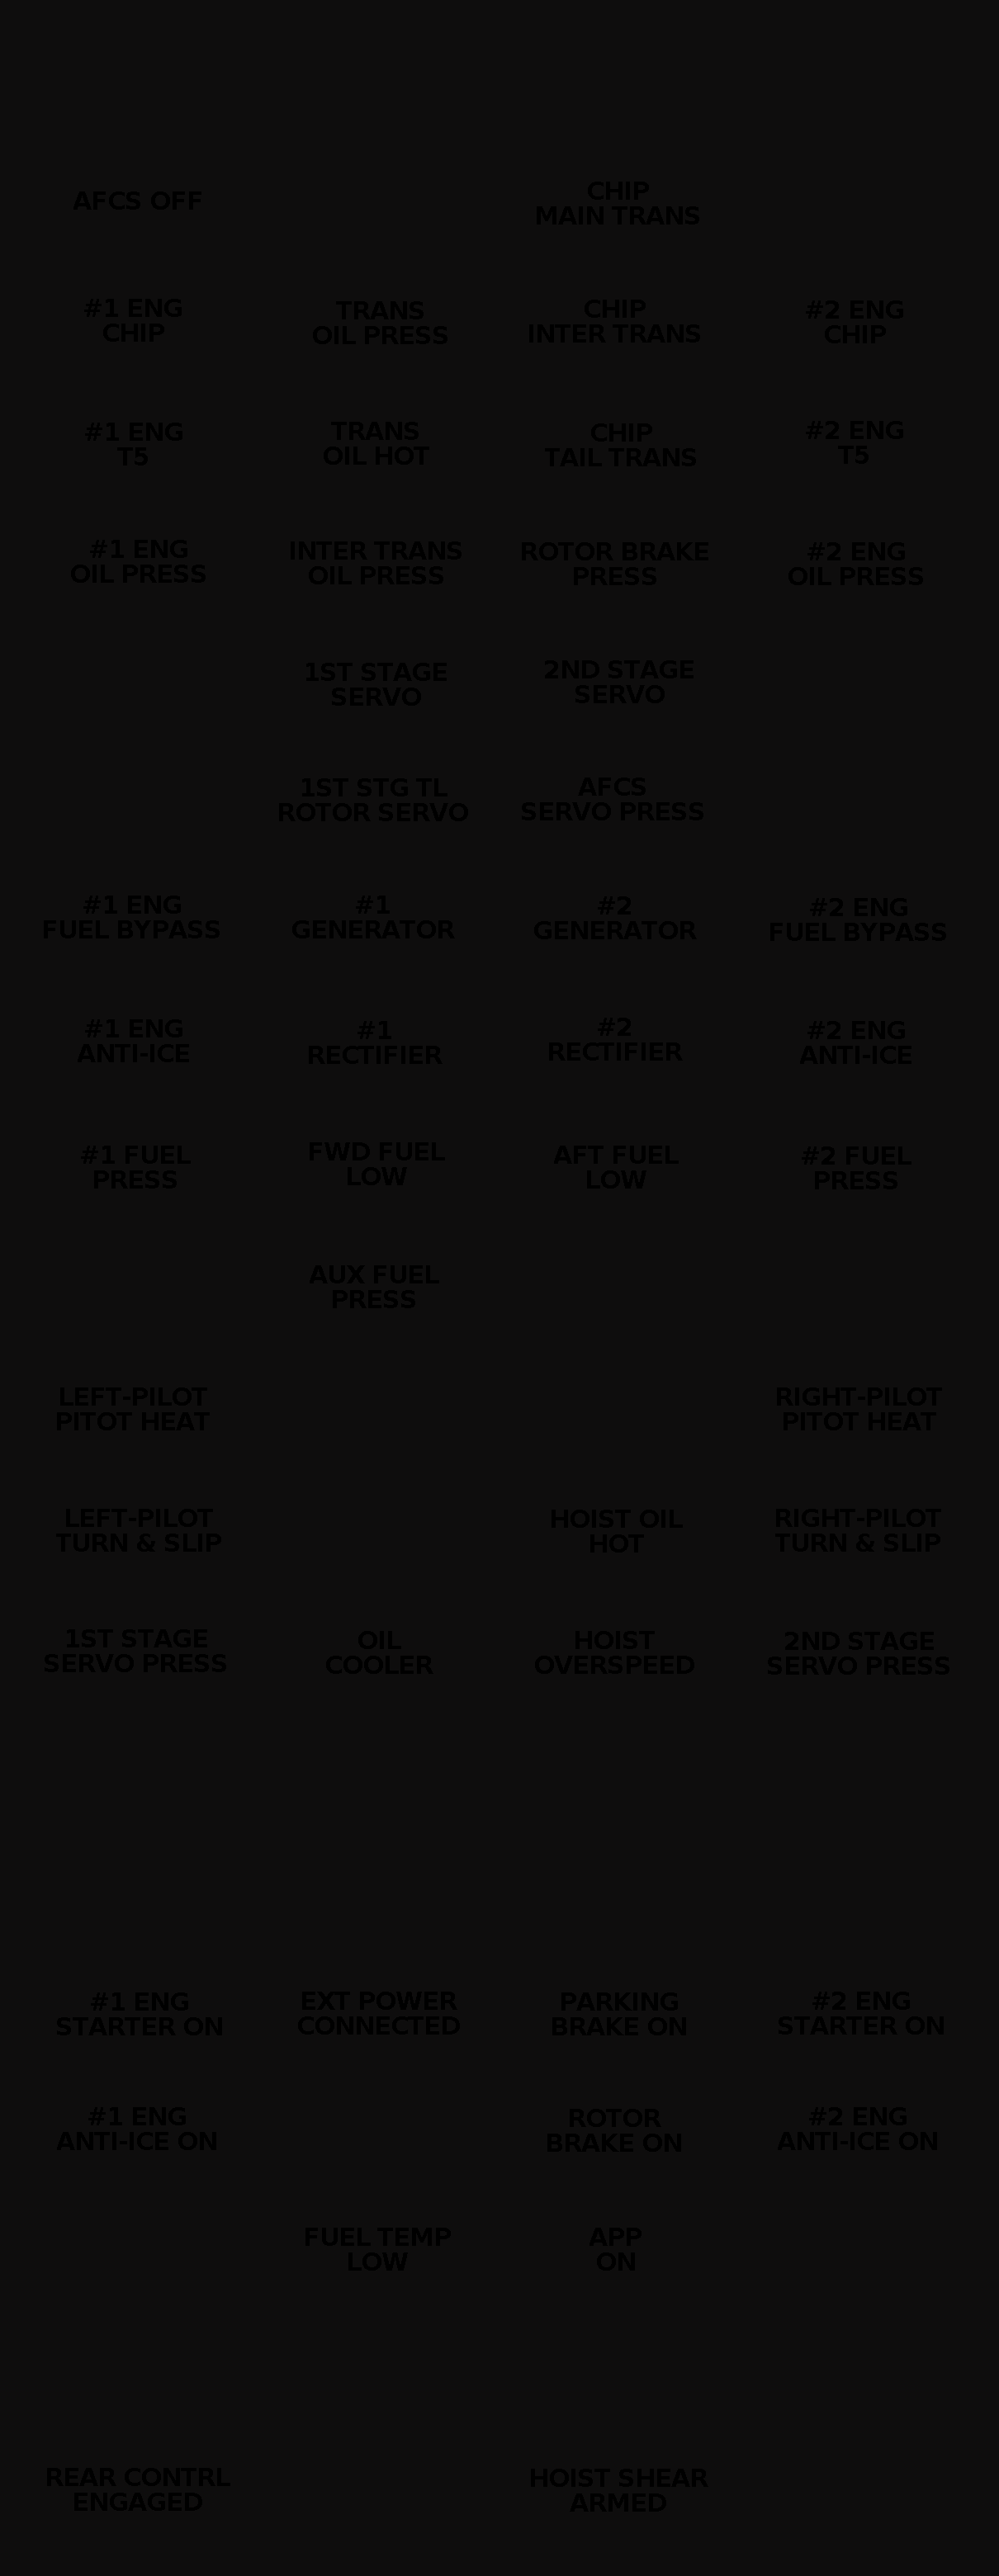 AFCS OFF
CHIP
MAIN TRANS
#1 ENG
CHIP
TRANS
OIL PRESS
CHIP
INTER TRANS
#2 ENG
CHIP
#1 ENG
T5
TRANS
OIL HOT
CHIP
TAIL TRANS
#2 ENG
T5
#1 ENG
OIL PRESS
INTER TRANS
OIL PRESS
ROTOR BRAKE
PRESS
#2 ENG
OIL PRESS
1ST STAGE
SERVO
2ND STAGE
SERVO
1ST STG TL
ROTOR SERVO
AFCS
SERVO PRESS
#1 ENG
FUEL BYPASS
#1
GENERATOR
#2
GENERATOR
#2 ENG
FUEL BYPASS
#1 ENG
ANTI-ICE
#1
RECTIFIER
#2
RECTIFIER
#2 ENG
ANTI-ICE
#1 FUEL
PRESS
FWD FUEL
LOW
AFT FUEL
LOW
#2 FUEL
PRESS
AUX FUEL
PRESS
LEFT-PILOT
PITOT HEAT
RIGHT-PILOT
PITOT HEAT
LEFT-PILOT
TURN & SLIP
HOIST OIL
HOT
RIGHT-PILOT
TURN & SLIP
1ST STAGE
SERVO PRESS
OIL
COOLER
HOIST
OVERSPEED
2ND STAGE
SERVO PRESS
#1 ENG
STARTER ON
EXT POWER
CONNECTED
PARKING
BRAKE ON
#2 ENG
STARTER ON
#1 ENG
ANTI-ICE ON
ROTOR
BRAKE ON
#2 ENG
ANTI-ICE ON
FUEL TEMP
LOW
APP
ON
REAR CONTRL
ENGAGED
HOIST SHEAR
ARMED